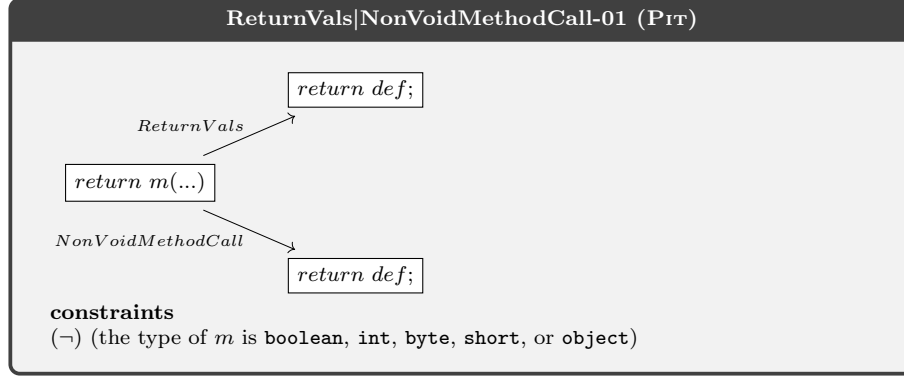 ReturnVals|NonVoidMethodCall-01 (PIT)
return def;
ReturnVals
return m(...)
NonVoidMethodCall
return def;
constraints
(¬) (the type of m is boolean, int, byte, short, or object)